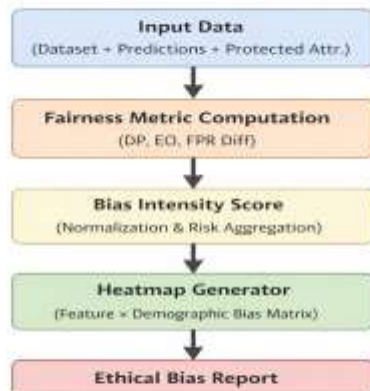 Input Data
(Dataset + Predictions + Protected Attr.)
Fairness Metric Computation
(DP, EO, FPR Diff)
Bias Intensity Score
(Normalization & Risk Aggregation)
Heatmap Generator
(Feature × Demographic Bias Matrix)
Ethical Bias Report